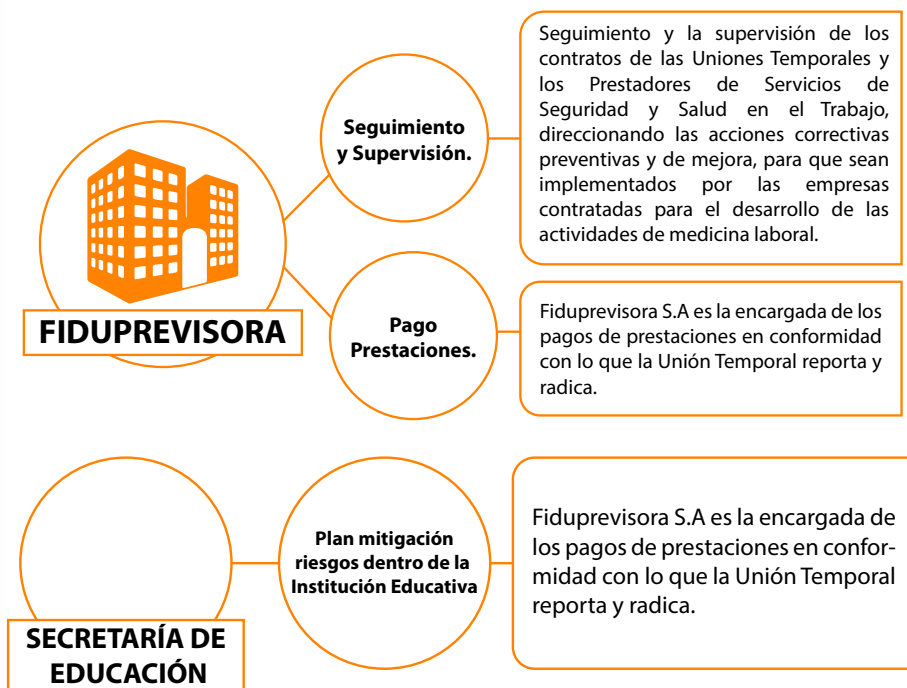 Seguimiento y la supervisión de los
contratos de las Uniones Temporales y
los Prestadores de Servicios de
Seguridad y Salud en el Trabajo,
direccionando las acciones correctivas
preventivas y de mejora, para que sean
implementados por las empresas
contratadas para el desarrollo de las
actividades de medicina laboral.
Seguimiento
y Supervisión.
FIDUPREVISORA
Pago
Prestaciones.
Fiduprevisora S.A es la encargada de los
pagos de prestaciones en conformidad
con lo que la Unión Temporal reporta y
radica.
SECRETARÍA DE
EDUCACIÓN
Plan mitigación
riesgos dentro de la
Institución Educativa
Fiduprevisora S.A es la encargada de
los pagos de prestaciones en confor-
midad con lo que la Unión Temporal
reporta y radica.